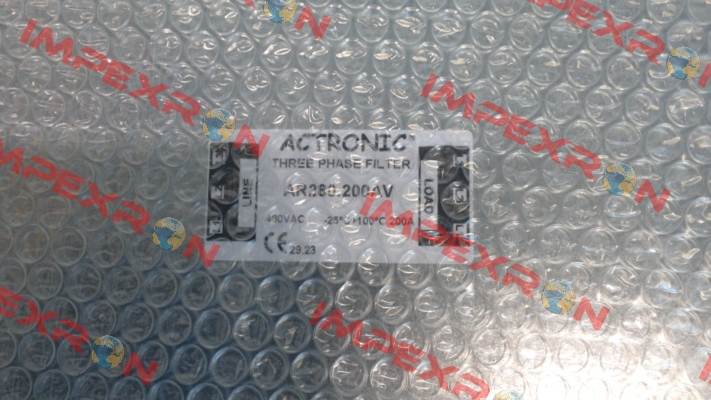 ACTRONIC
THREE PHASE FILTER
LINE
AR280.200AV
LOAD
-25°C/+100°C 200A
CE 29.23
IMPEXRON
IMPEXRON
IMPEXRON
IMPEXRON
IMPEXRON
IMPEXRON